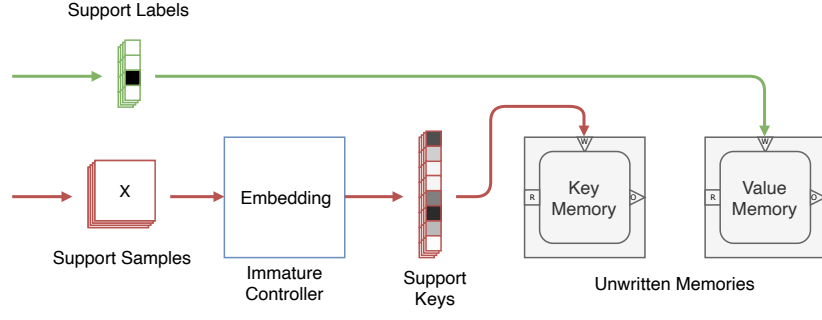 Support Labels
X
Support Samples
Embedding
Immature
Controller
Support
Keys
W
R
Key
Memory
O
W
R
Value
Memory
O
Unwritten Memories